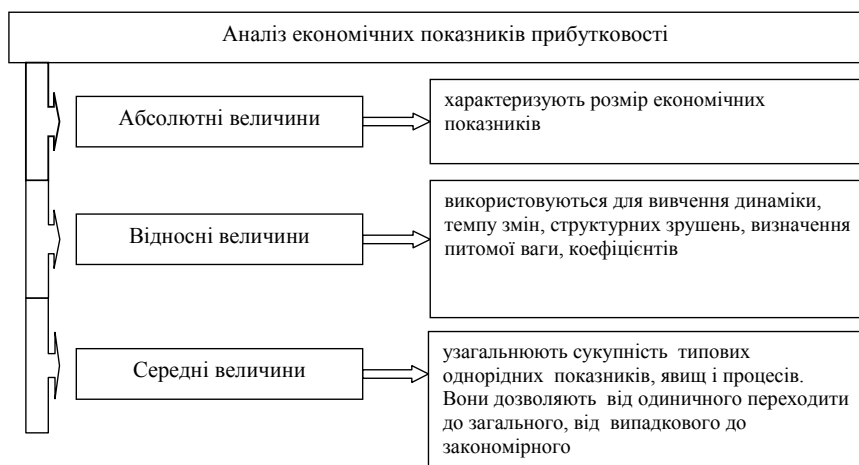 Аналіз економічних показників прибутковості
Абсолютні величини
характеризують розмір економічних
показників
Відносні величини
використовуються для вивчення динаміки,
темпу змін, структурних зрушень, визначення
питомої ваги, коефіцієнтів
Середні величини
узагальнюють сукупність типових
однорідних показників, явищ і процесів.
Вони дозволяють від одиничного переходити
до загального, від випадкового до
закономірного